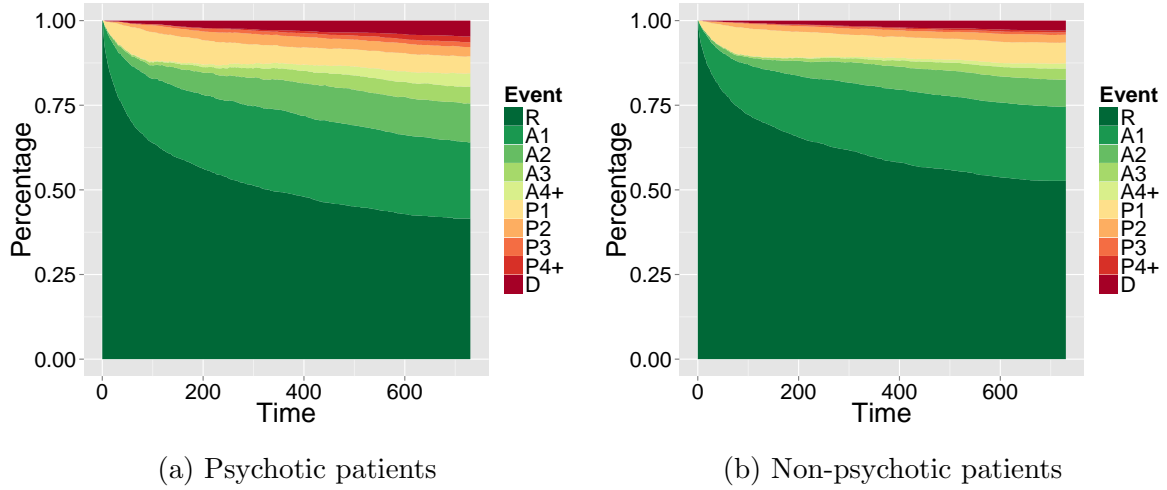 1.00
0.75
0.50
0.25
0.00
Percentage
0 200 400 600
Time
Event
R
A1
A2
A3
A4+
P1
P2
P3
P4+
D
(a) Psychotic patients
1.00
0.75
0.50
0.25
0.00
Percentage
0 200 400 600
Time
Event
R
A1
A2
A3
A4+
P1
P2
P3
P4+
D
(b) Non-psychotic patients